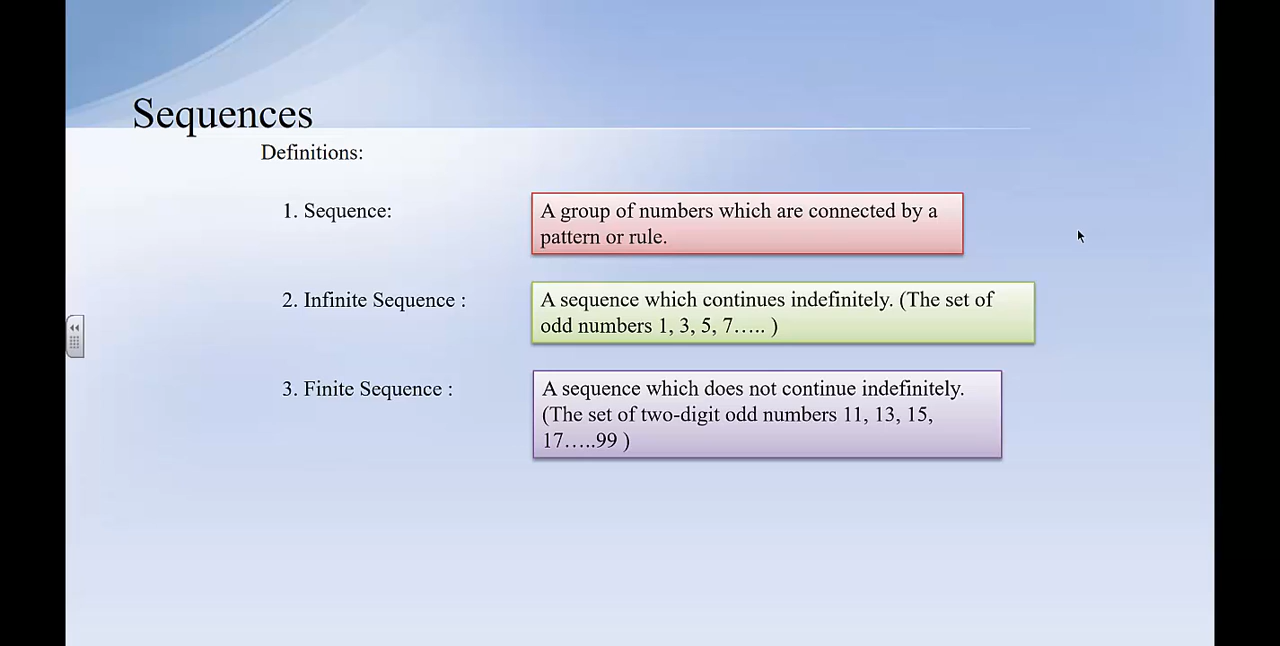 Sequences
Definitions:
1. Sequence:
A group of numbers which are connected by a
pattern or rule.
2. Infinite Sequence :
A sequence which continues indefinitely. (The set of
odd numbers 1, 3, 5, 7….. )
3. Finite Sequence :
A sequence which does not continue indefinitely.
(The set of two-digit odd numbers 11, 13, 15,
17…..99 )